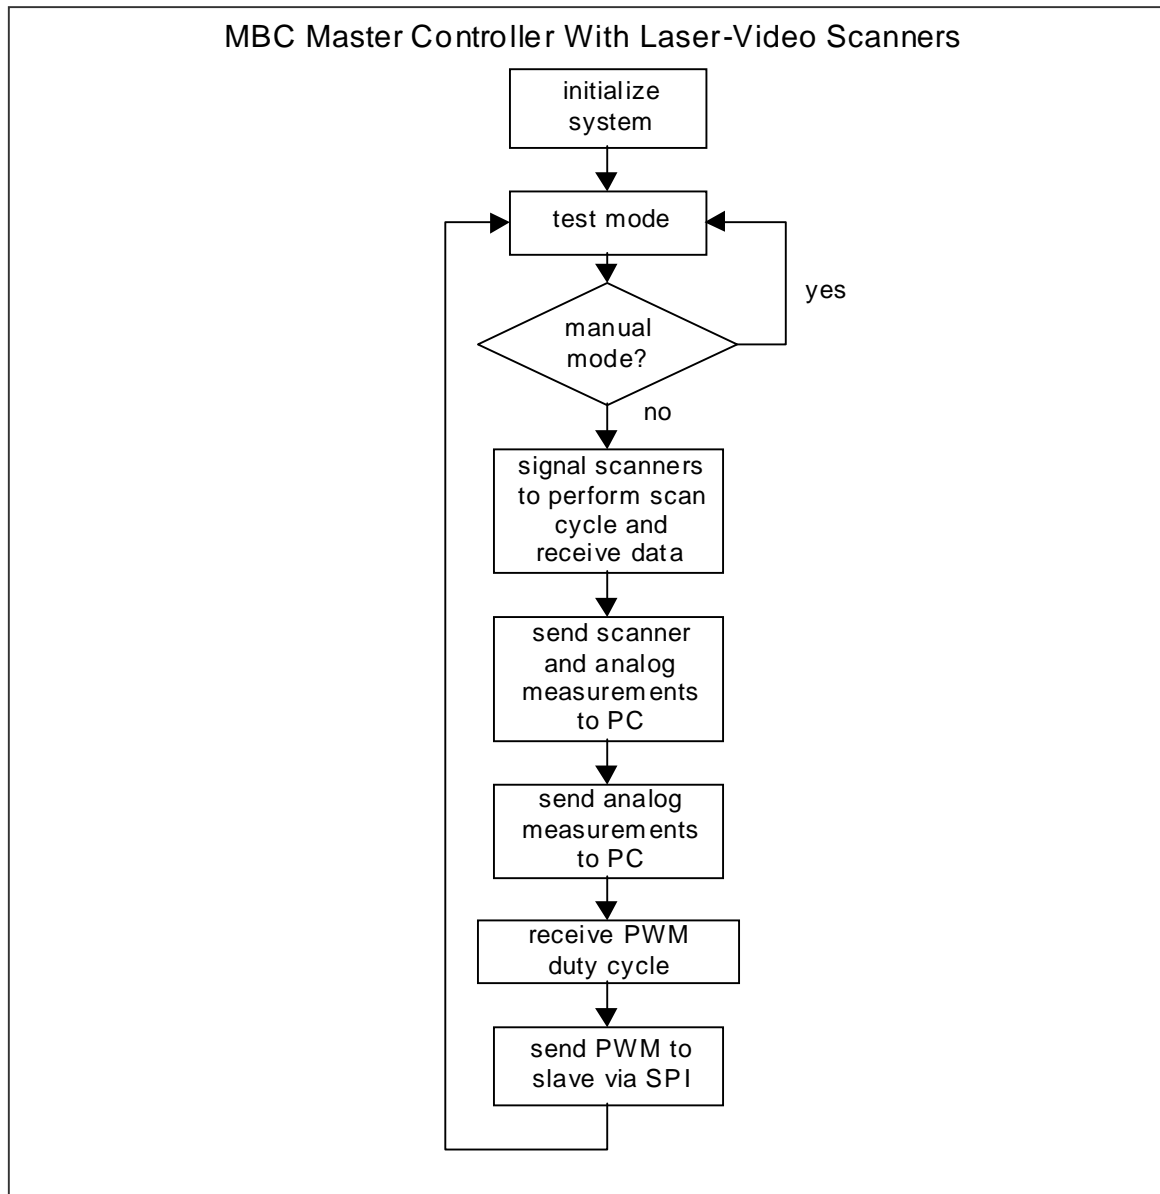 MBC Master Controller With Laser-Video Scanners
initialize
system
test mode
yes
manual
mode?
no
signal scanners
to perform scan
cycle and
receive data
send scanner
and analog
measurements
to PC
send analog
measurements
to PC
receive PWM
duty cycle
send PWM to
slave via SPI